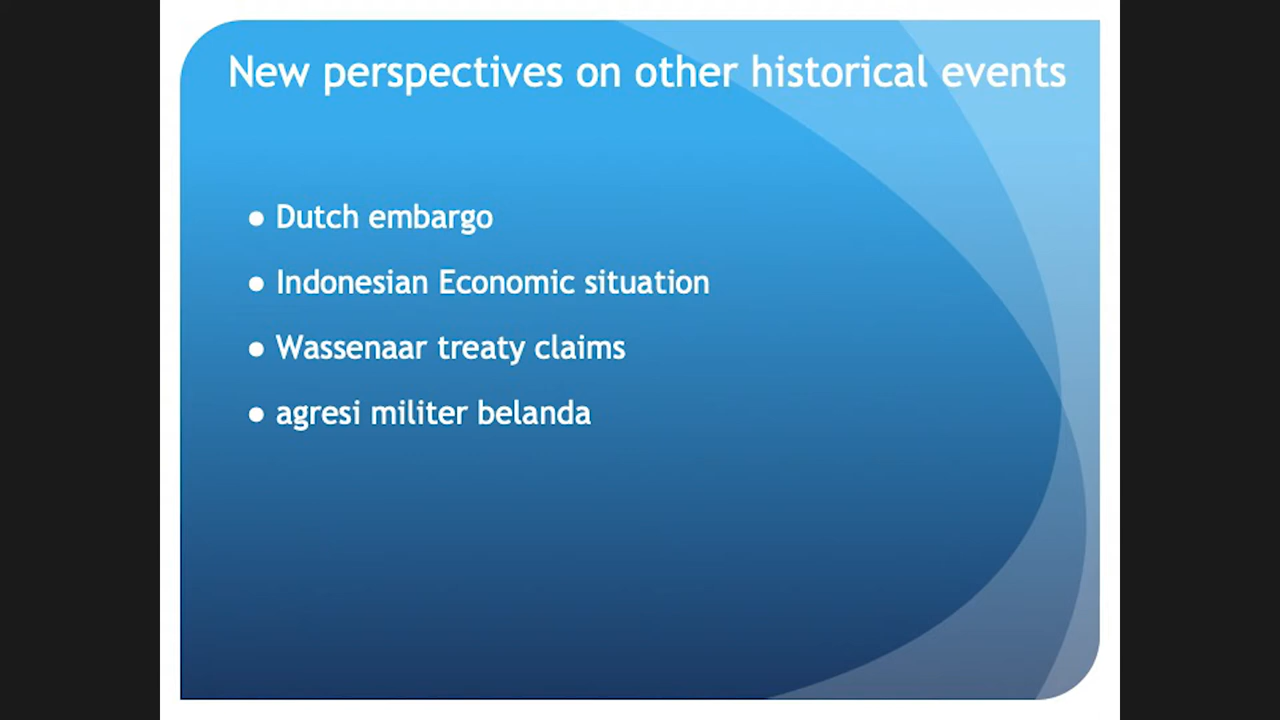 New perspectives on other historical events
● Dutch embargo
● Indonesian Economic situation
● Wassenaar treaty claims
● agresi militer belanda